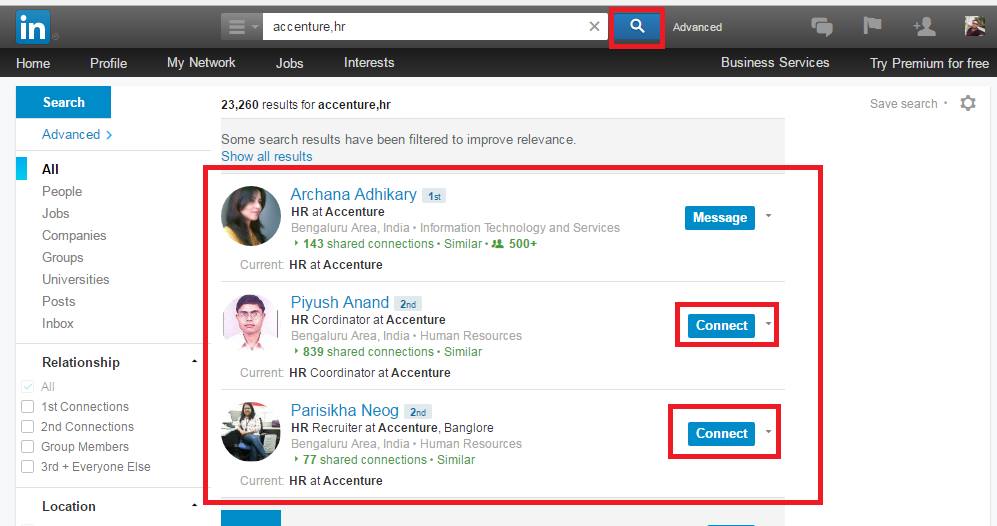 in
accenture,hr
Advanced
Home Profile My Network Jobs Interests Business Services Try Premium for free
Search
Advanced
All
People
Jobs
Companies
Groups
Universities
Posts
Inbox
Relationship
All
1st Connections
2nd Connections
Group Members
3rd + Everyone Else
Location
23,260 results for accenture,hr
Save search •
Some search results have been filtered to improve relevance.
Show all results
Archana Adhikary 1st
HR at Accenture
Bengaluru Area, India • Information Technology and Services
143 shared connections • Similar • 500+
Current: HR at Accenture
Message
Piyush Anand 2nd
HR Cordinator at Accenture
Bengaluru Area, India • Human Resources
839 shared connections • Similar
Current: HR Coordinator at Accenture
Connect
Parisikha Neog 2nd
HR Recruiter at Accenture, Banglore
Bengaluru Area, India • Human Resources
77 shared connections • Similar
Current: HR at Accenture
Connect